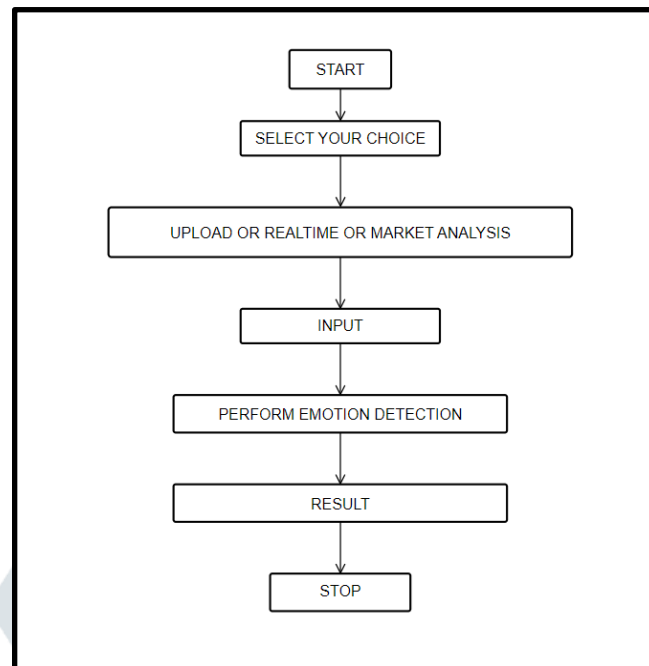 START
SELECT YOUR CHOICE
UPLOAD OR REALTIME OR MARKET ANALYSIS
INPUT
PERFORM EMOTION DETECTION
RESULT
STOP